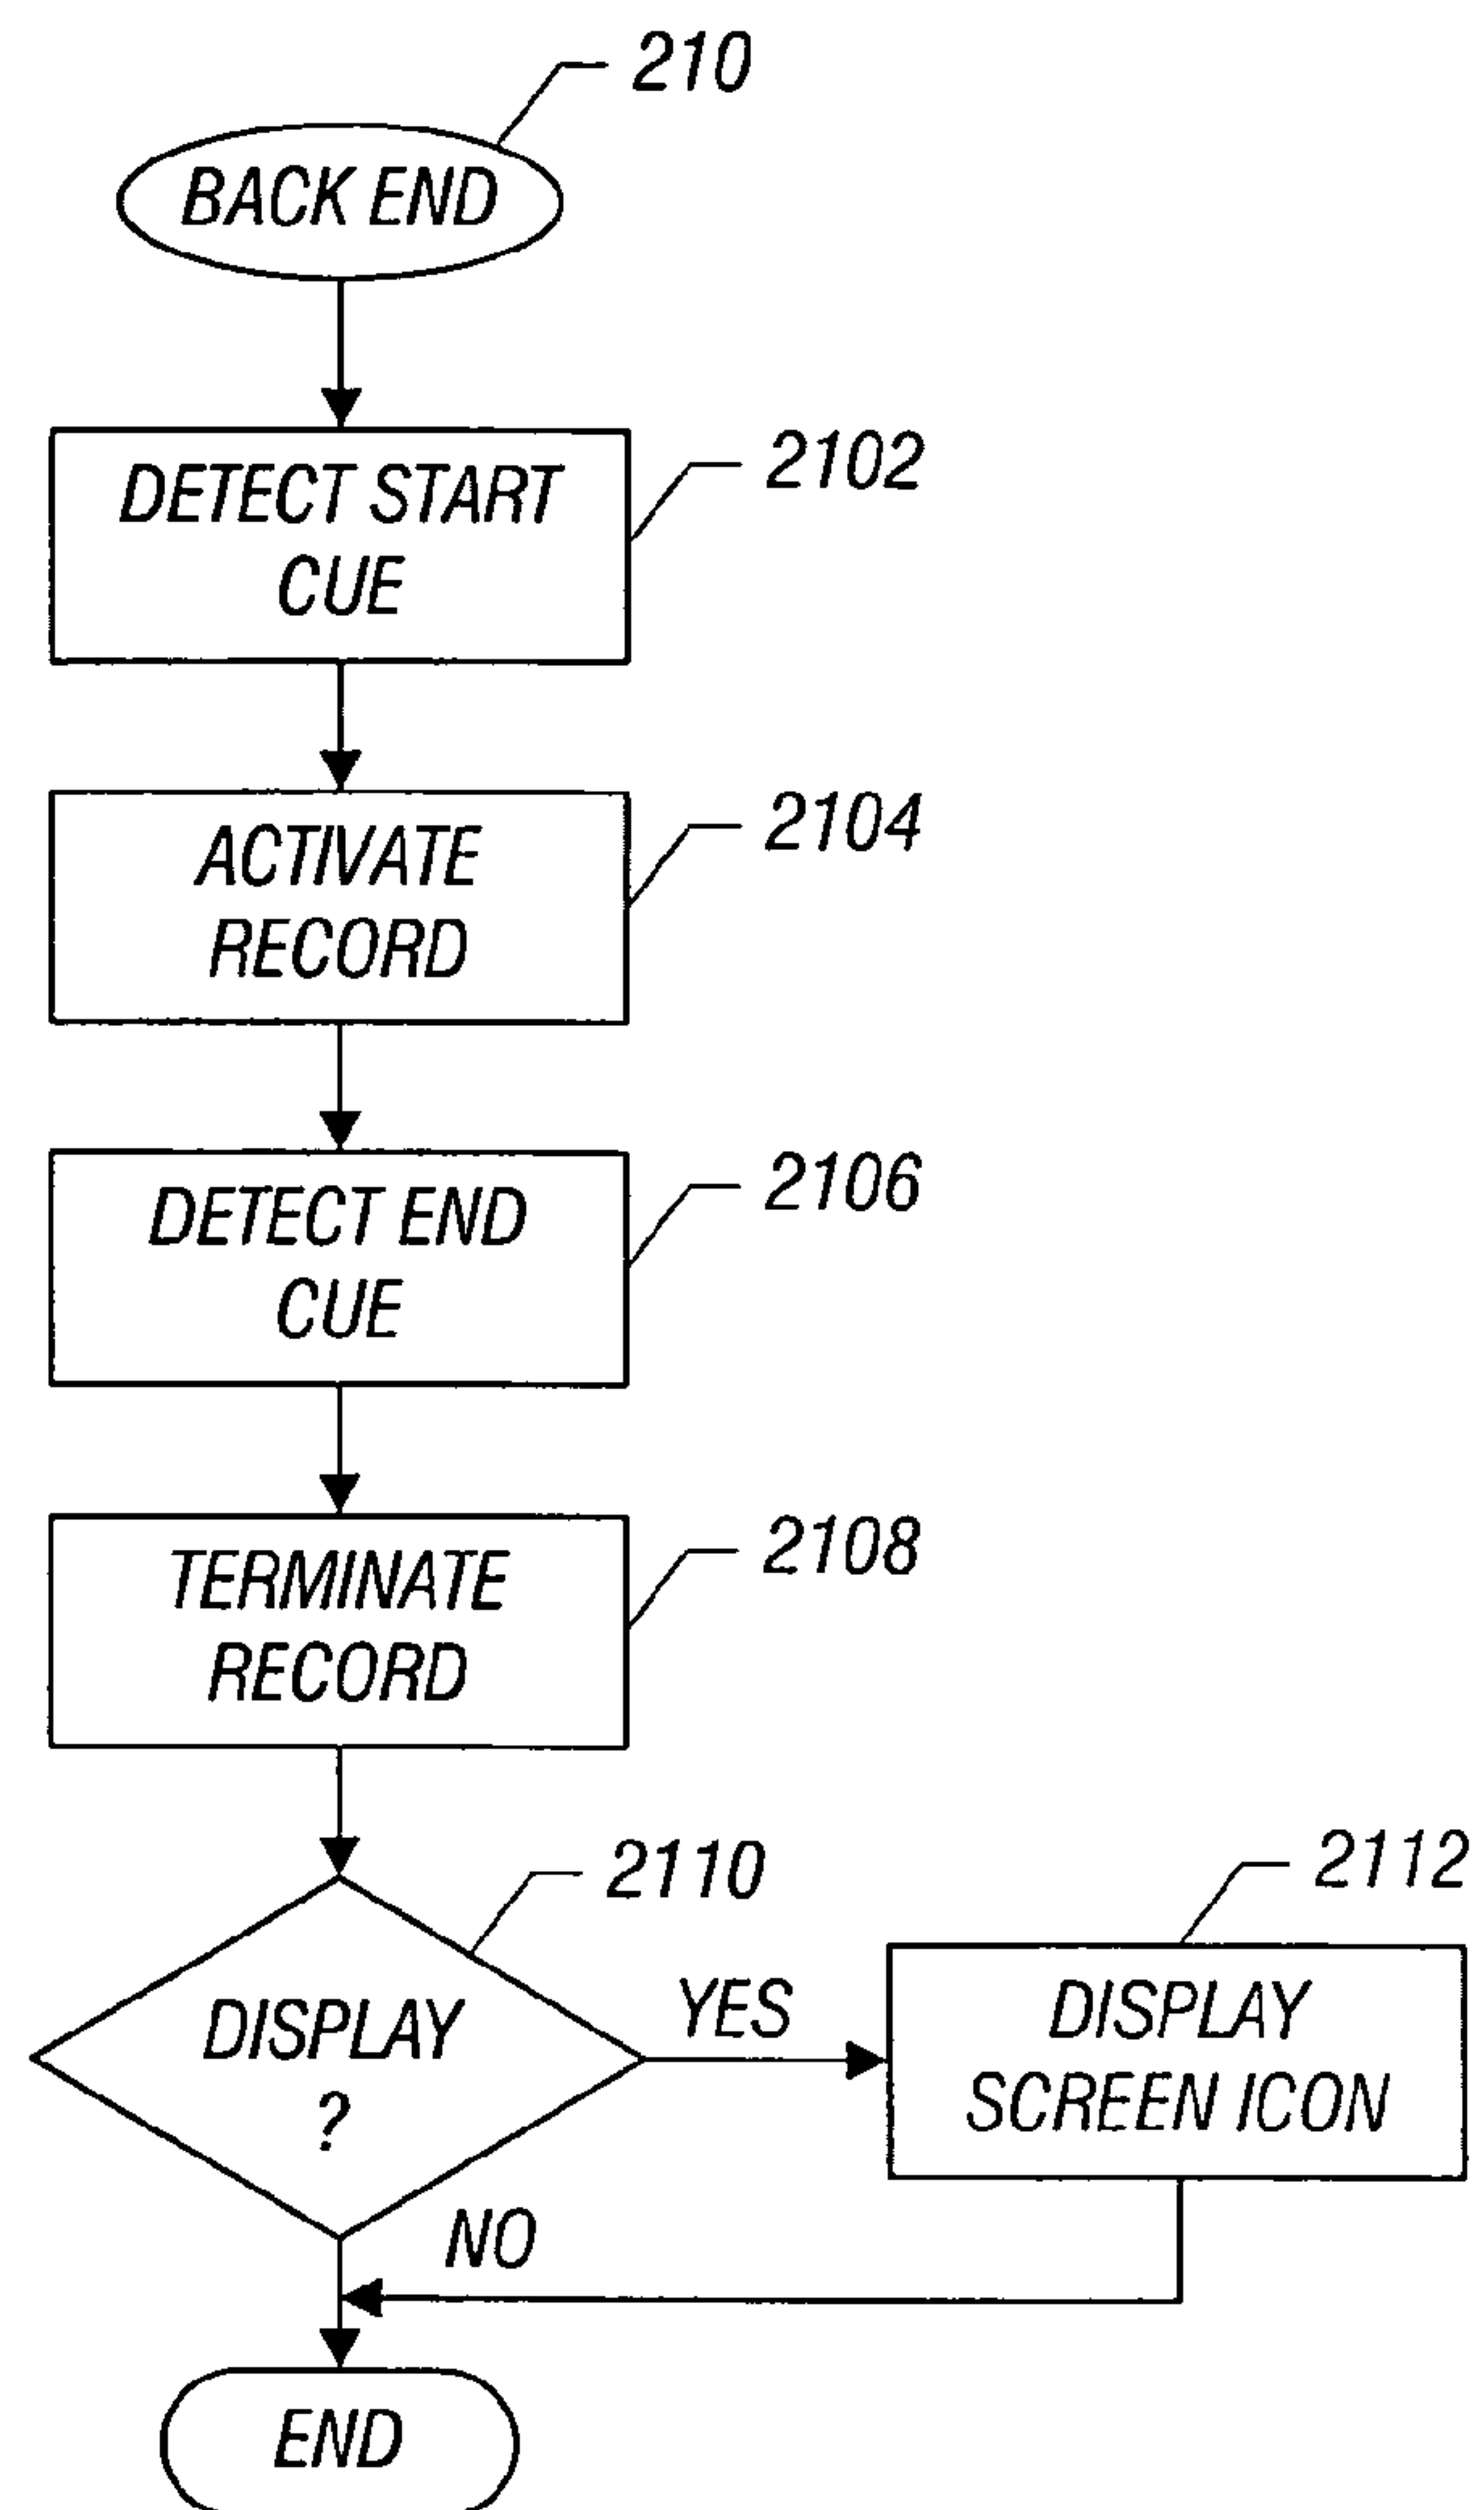 210
BACK END
2102
DETECT START
CUE
2104
ACTIVATE
RECORD
2106
DETECT END
CUE
2108
TERMINATE
RECORD
2110
DISPLAY
?
YES
2112
DISPLAY
SCREEN ICON
NO
END